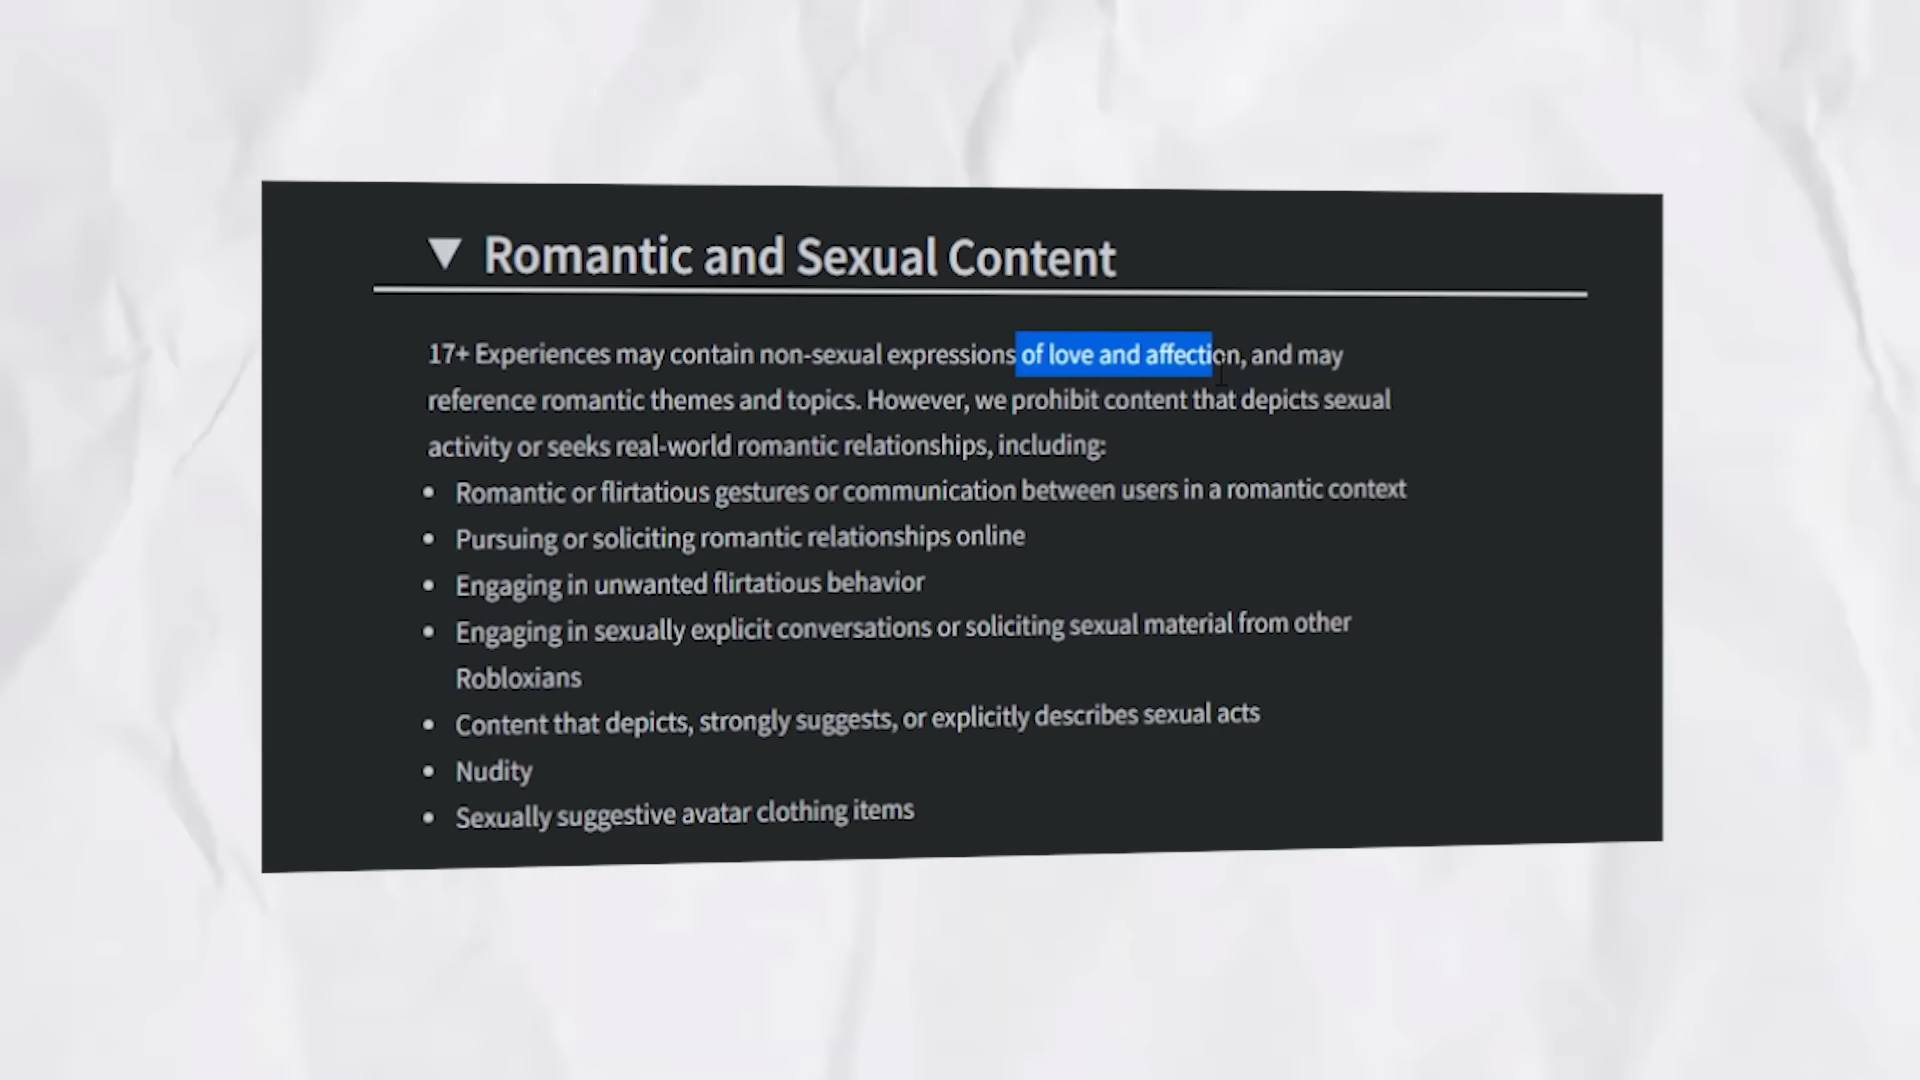 ▼ Romantic and Sexual Content
17+ Experiences may contain non-sexual expressions of love and affection, and may
reference romantic themes and topics. However, we prohibit content that depicts sexual
activity or seeks real-world romantic relationships, including:
• Romantic or flirtatious gestures or communication between users in a romantic context
• Pursuing or soliciting romantic relationships online
• Engaging in unwanted flirtatious behavior
• Engaging in sexually explicit conversations or soliciting sexual material from other
Robloxians
• Content that depicts, strongly suggests, or explicitly describes sexual acts
• Nudity
• Sexually suggestive avatar clothing items